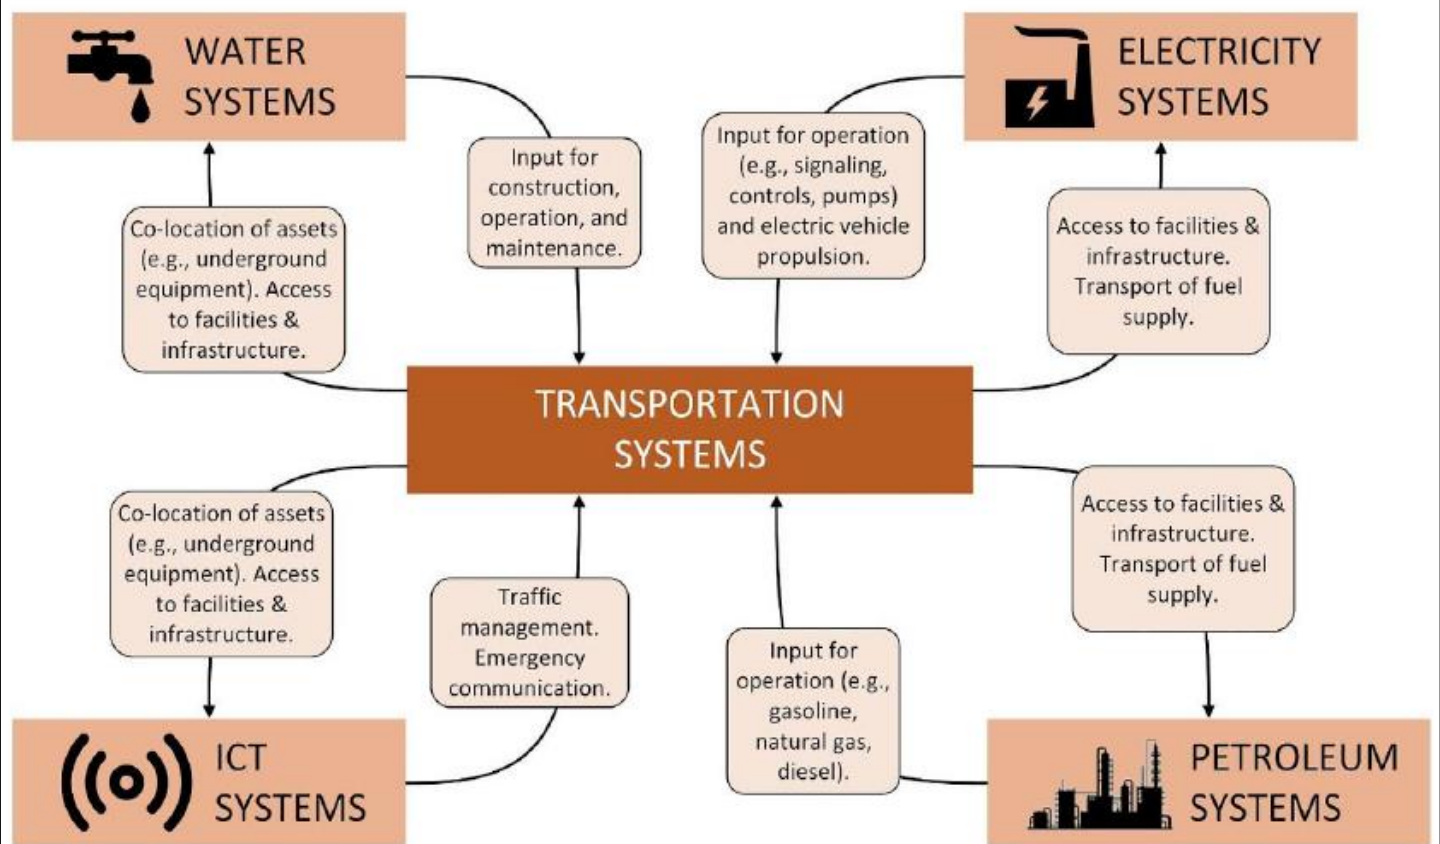 WATER
SYSTEMS
ELECTRICITY
SYSTEMS
Input for
construction,
operation, and
maintenance.
Input for operation
(e.g., signaling,
controls, pumps)
and electric vehicle
propulsion.
Co-location of assets
(e.g., underground
equipment). Access
to facilities &
infrastructure.
Access to facilities &
infrastructure.
Transport of fuel
supply.
TRANSPORTATION
SYSTEMS
Co-location of assets
(e.g., underground
equipment). Access
to facilities &
infrastructure.
Traffic
management.
Emergency
communication.
Input for
operation (e.g.,
gasoline,
natural gas,
diesel).
Access to facilities &
infrastructure.
Transport of fuel
supply.
ICT
SYSTEMS
PETROLEUM
SYSTEMS